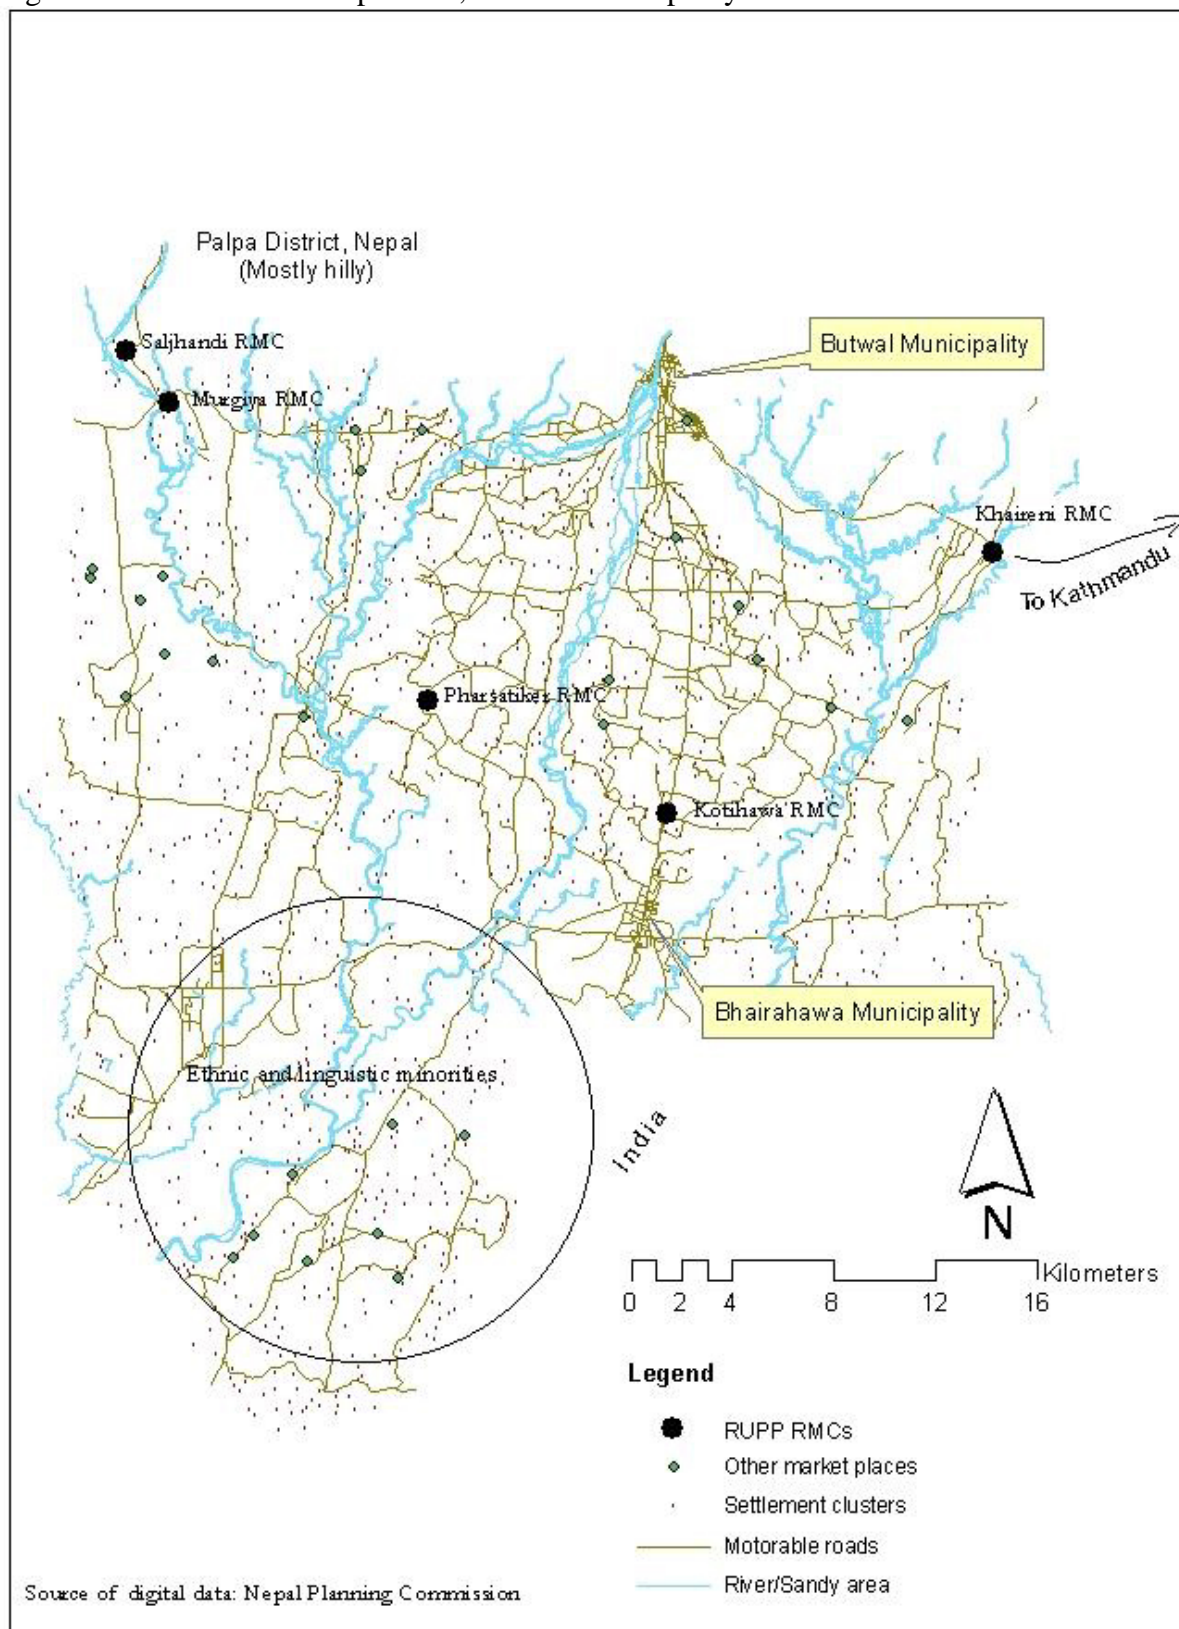 Palpa District, Nepal
(Mostly hilly)
Butwal Municipality
Saljhandi RMC
Murgiya RMC
Khaireni RMC
To Kathmandu
Pharsatiker RMC
Kotihawa RMC
Bhairahawa Municipality
Ethnic and linguistic minorities
India
N
Kilometers
0 2 4 8 12 16
Legend
RUPP RMCs
Other market places
Settlement clusters
Motorable roads
River/Sandy area
Source of digital data: Nepal Planning Commission